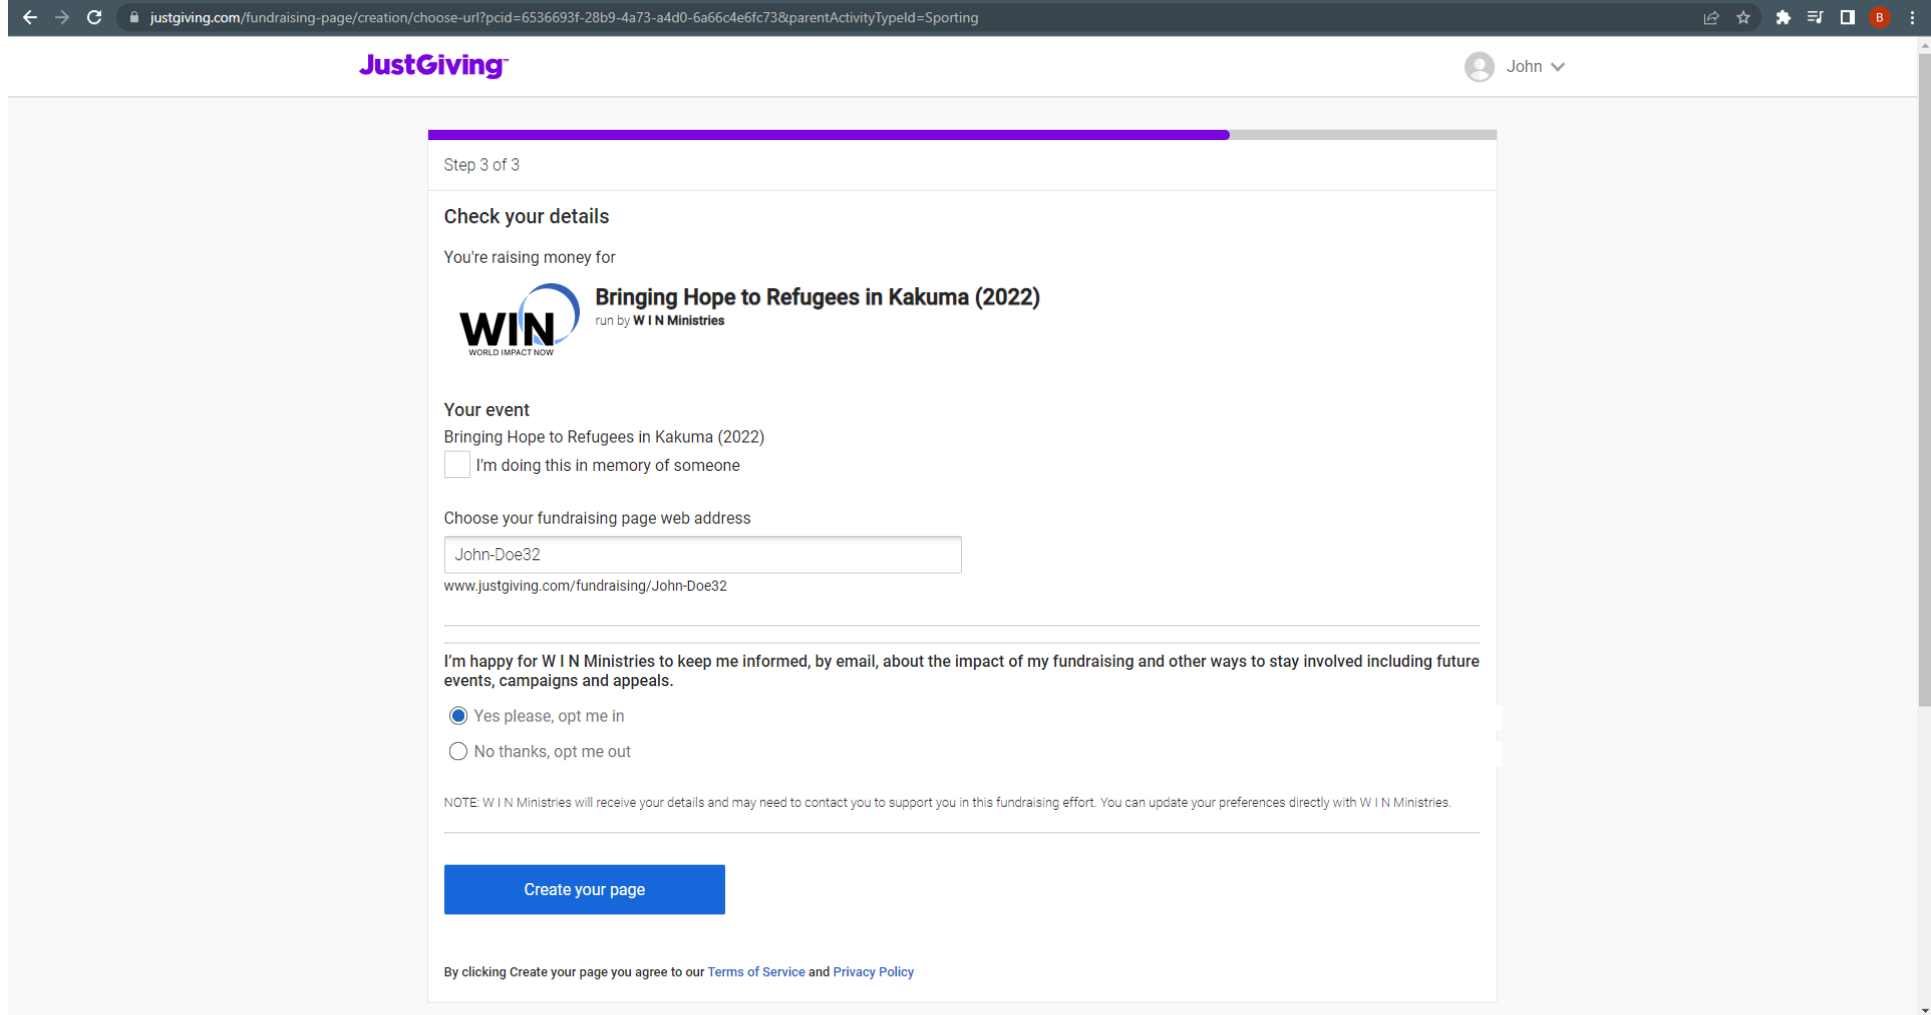 justgiving.com/fundraising-page/creation/choose-url?pcid=6536693f-28b9-4a73-a4d0-6a66c4e6fc73&parentActivityTypeId=Sporting
B
JustGiving™
John
Step 3 of 3
Check your details
You're raising money for
WIN
WORLD IMPACT NOW
Bringing Hope to Refugees in Kakuma (2022)
run by W I N Ministries
Your event
Bringing Hope to Refugees in Kakuma (2022)
I'm doing this in memory of someone
Choose your fundraising page web address
John-Doe32
www.justgiving.com/fundraising/John-Doe32
I'm happy for W I N Ministries to keep me informed, by email, about the impact of my fundraising and other ways to stay involved including future
events, campaigns and appeals.
Yes please, opt me in
No thanks, opt me out
NOTE: W I N Ministries will receive your details and may need to contact you to support you in this fundraising effort. You can update your preferences directly with W I N Ministries.
Create your page
By clicking Create your page you agree to our Terms of Service and Privacy Policy